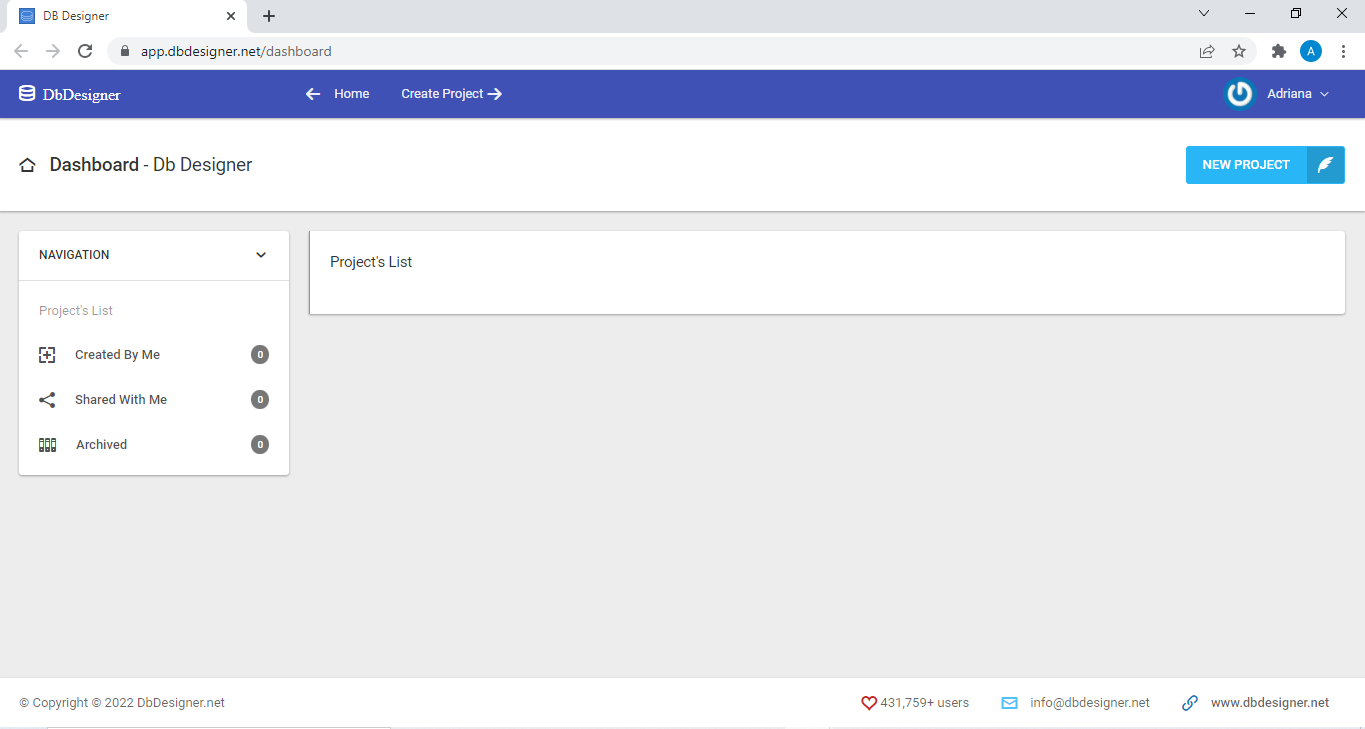 DB Designer
app.dbdesigner.net/dashboard
A
DbDesigner
Home
Create Project
Adriana
Dashboard - Db Designer
NEW PROJECT
NAVIGATION
Project's List
Project's List
Created By Me 0
Shared With Me 0
Archived 0
© Copyright © 2022 DbDesigner.net
431,759+ users
info@dbdesigner.net
www.dbdesigner.net